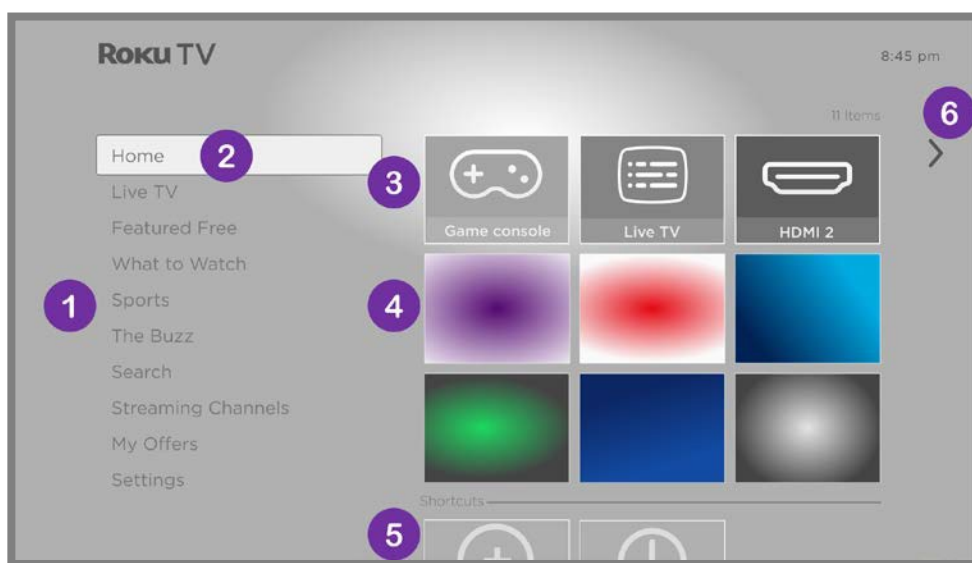 ROKU TV
8:45 pm
11 Items
6
Home
2
3
Live TV
Featured Free
Game console
Live TV
HDMI 2
What to Watch
1
Sports
4
The Buzz
Search
Streaming Channels
My Offers
Settings
Shortcuts
5